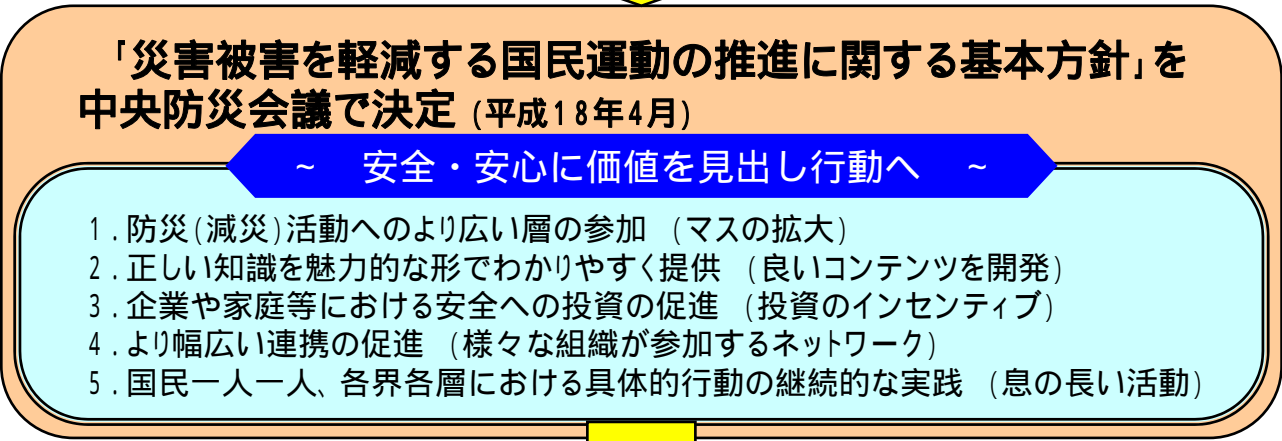 「災害被害を軽減する国民運動の推進に関する基本方針」を
中央防災会議で決定 (平成18年4月)
~ 安全・安心に価値を見出し行動へ ~
1.防災(減災)活動へのより広い層の参加 (マスの拡大)
2.正しい知識を魅力的な形でわかりやすく提供 (良いコンテンツを開発)
3.企業や家庭等における安全への投資の促進 (投資のインセンティブ)
4.より幅広い連携の促進 (様々な組織が参加するネットワーク)
5.国民一人一人、各界各層における具体的行動の継続的な実践 (息の長い活動)